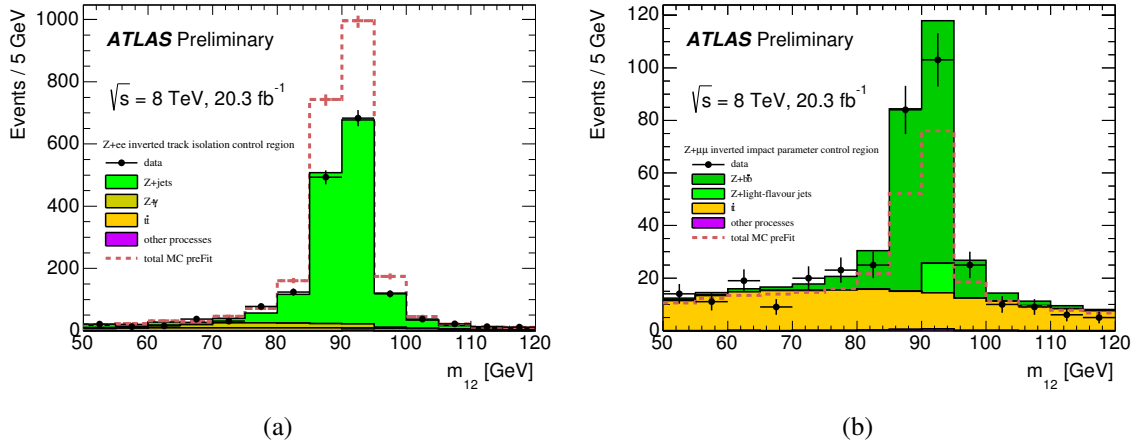 Events / 5 GeV
1000
800
600
400
200
0
50 60 70 80 90 100 110 120
m12 [GeV]
ATLAS Preliminary
√s = 8 TeV, 20.3 fb-1
Z+ee inverted track isolation control region
data
Z+jets
Z+γ
tt̄
other processes
total MC preFit
(a)
Events / 5 GeV
120
100
80
60
40
20
0
50 60 70 80 90 100 110 120
m12 [GeV]
ATLAS Preliminary
√s = 8 TeV, 20.3 fb-1
Z+μμ inverted impact parameter control region
data
Z+bb̄
Z+light-flavour jets
tt̄
other processes
total MC preFit
(b)